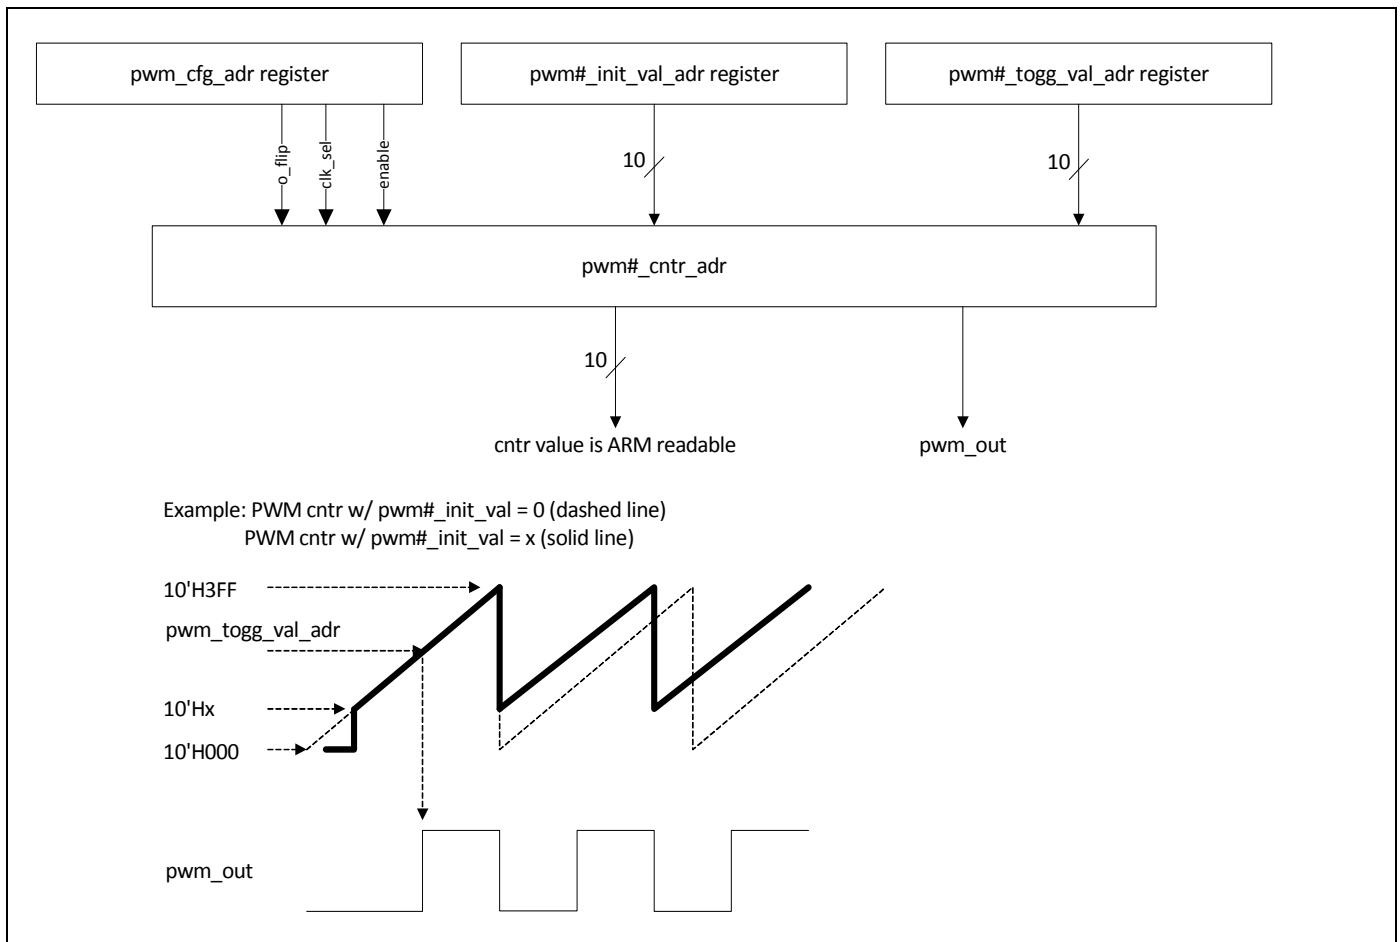 pwm_cfg_adr register
pwm#_init_val_adr register
pwm#_togg_val_adr register
o_flip
clk_sel
enable
10
10
pwm#_cntr_adr
10
cntr value is ARM readable
pwm_out
Example: PWM cntr w/ pwm#_init_val = 0 (dashed line)
PWM cntr w/ pwm#_init_val = x (solid line)
10'H3FF
pwm_togg_val_adr
10'Hx
10'H000
pwm_out